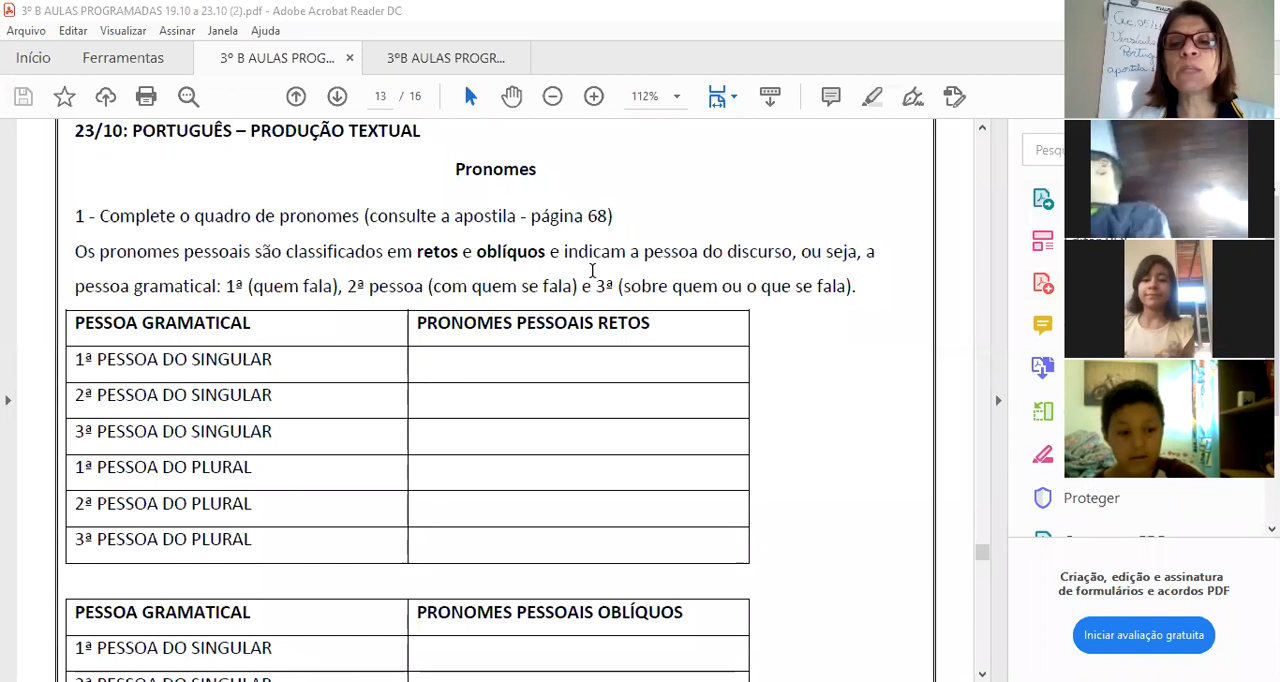 3º B AULAS PROGRAMADAS 19.10 a 23.10 (2).pdf - Adobe Acrobat Reader DC
Arquivo Editar Visualizar Assinar Janela Ajuda
Início Ferramentas 3º B AULAS PROG... × 3ºB AULAS PROGR...
13 / 16 112%
23/10: PORTUGUÊS – PRODUÇÃO TEXTUAL
Pronomes
1 - Complete o quadro de pronomes (consulte a apostila - página 68)
Os pronomes pessoais são classificados em retos e oblíquos e indicam a pessoa do discurso, ou seja, a
pessoa gramatical: 1ª (quem fala), 2ª pessoa (com quem se fala) e 3ª (sobre quem ou o que se fala).
PESSOA GRAMATICAL PRONOMES PESSOAIS RETOS
1ª PESSOA DO SINGULAR
2ª PESSOA DO SINGULAR
3ª PESSOA DO SINGULAR
1ª PESSOA DO PLURAL
2ª PESSOA DO PLURAL
3ª PESSOA DO PLURAL
PESSOA GRAMATICAL PRONOMES PESSOAIS OBLÍQUOS
1ª PESSOA DO SINGULAR
Pesqu
Proteger
Criação, edição e assinatura
de formulários e acordos PDF
Iniciar avaliação gratuita
apostila